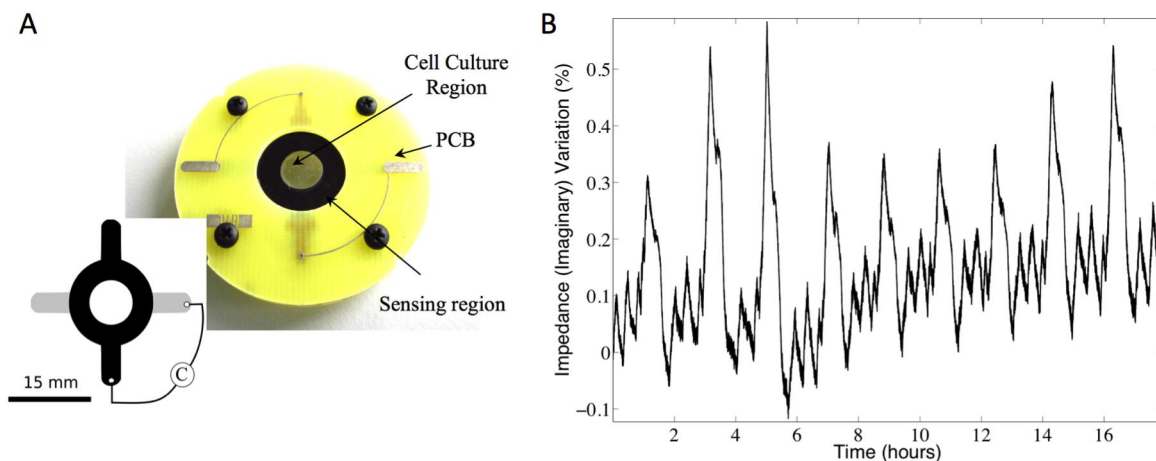 A
Cell Culture
Region
PCB
Sensing region
C
15 mm
B
Impedance (Imaginary) Variation (%)
0.5
0.4
0.3
0.2
0.1
0
−0.1
2
4
6
8
10
12
14
16
Time (hours)